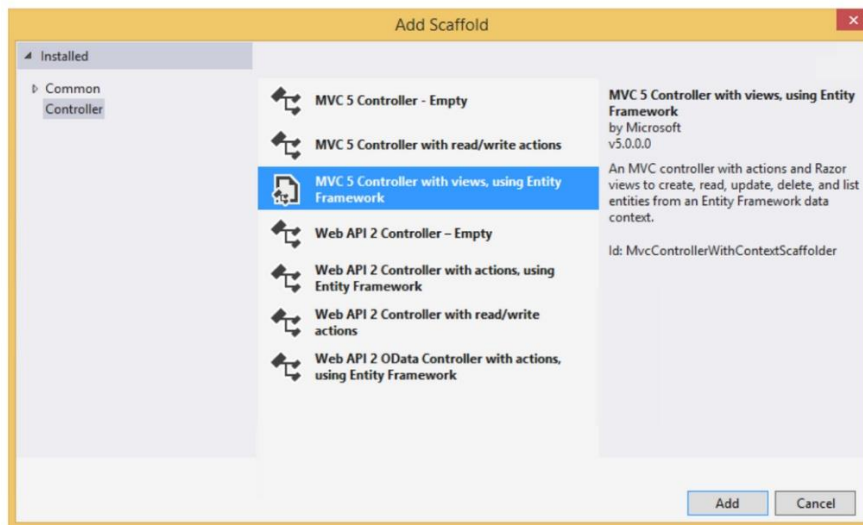 Add Scaffold
Installed
Common
Controller
MVC 5 Controller - Empty
MVC 5 Controller with read/write actions
MVC 5 Controller with views, using Entity
Framework
Web API 2 Controller – Empty
Web API 2 Controller with actions, using
Entity Framework
Web API 2 Controller with read/write
actions
Web API 2 OData Controller with actions,
using Entity Framework
MVC 5 Controller with views, using Entity
Framework
by Microsoft
v5.0.0.0
An MVC controller with actions and Razor
views to create, read, update, delete, and list
entities from an Entity Framework data
context.
Id: MvcControllerWithContextScaffolder
Add
Cancel